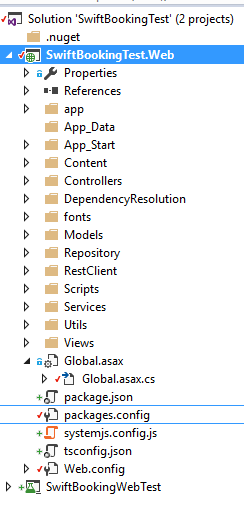 Solution 'SwiftBookingTest' (2 projects)
.nuget
SwiftBookingTest.Web
Properties
References
app
App_Data
App_Start
Content
Controllers
DependencyResolution
fonts
Models
Repository
RestClient
Scripts
Services
Utils
Views
Global.asax
Global.asax.cs
package.json
packages.config
systemjs.config.js
tsconfig.json
Web.config
SwiftBookingWebTest